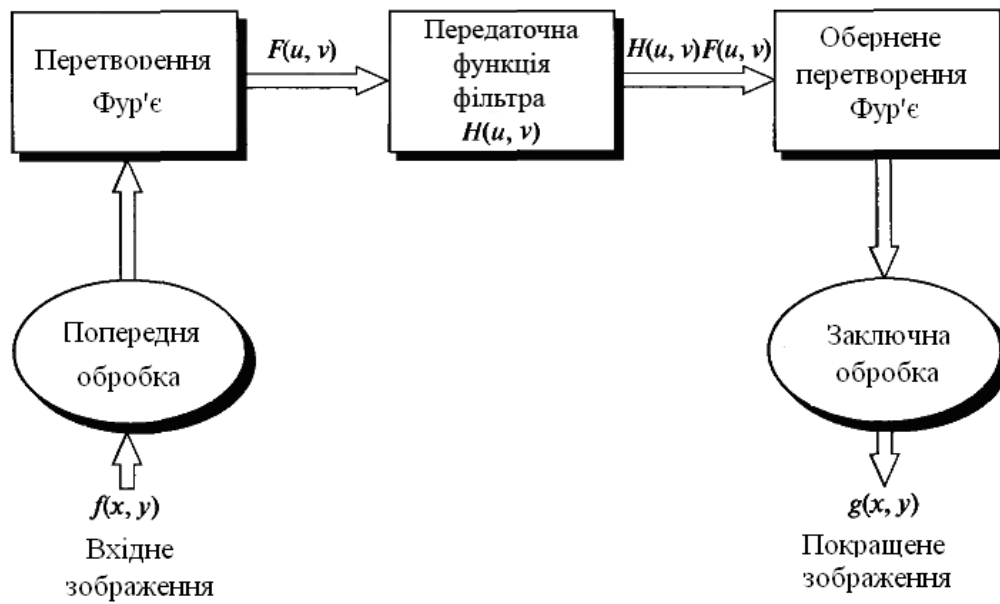 Перетворення
Фур'є
F(u, v)
Передаточна
функція
фільтра
H(u, v)
H(u, v)F(u, v)
Обернене
перетворення
Фур'є
Попередня
обробка
Заключна
обробка
f(x, y)
Вхідне
зображення
g(x, y)
Покращене
зображення